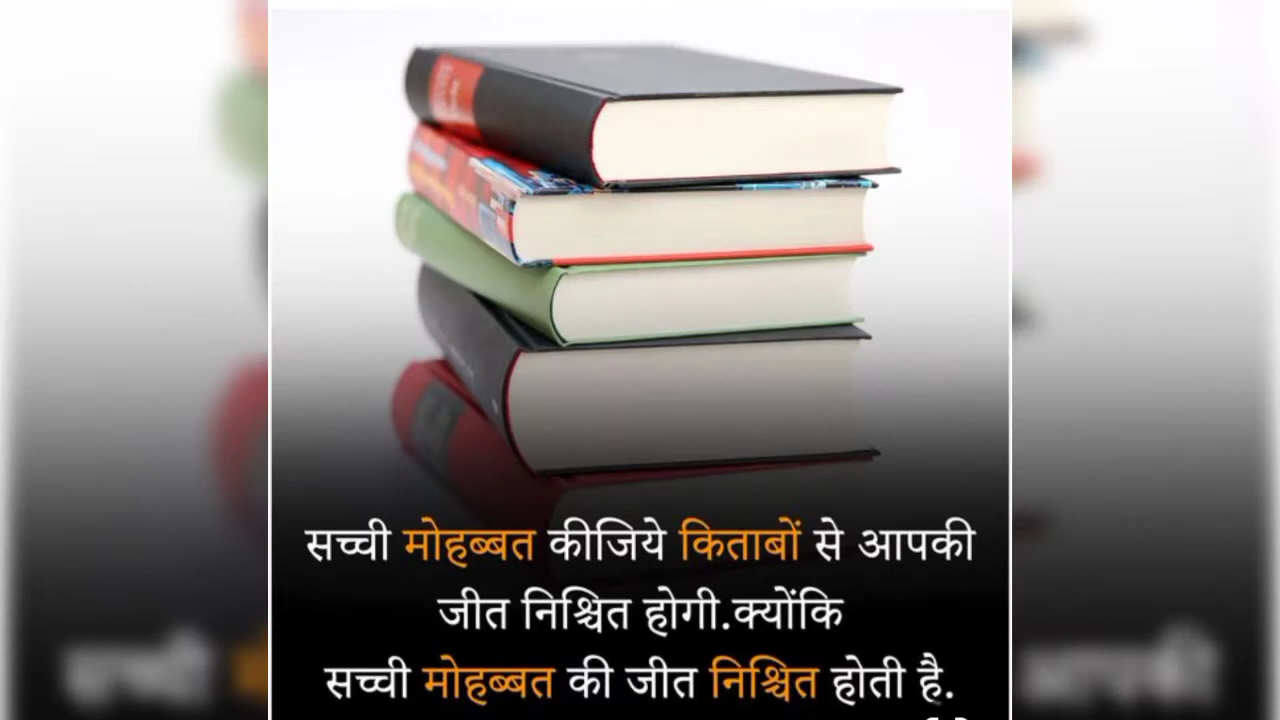 सच्ची मोहब्बत कीजिये किताबों से आपकी
जीत निश्चित होगी.क्योंकि
सच्ची मोहब्बत की जीत निश्चित होती है.